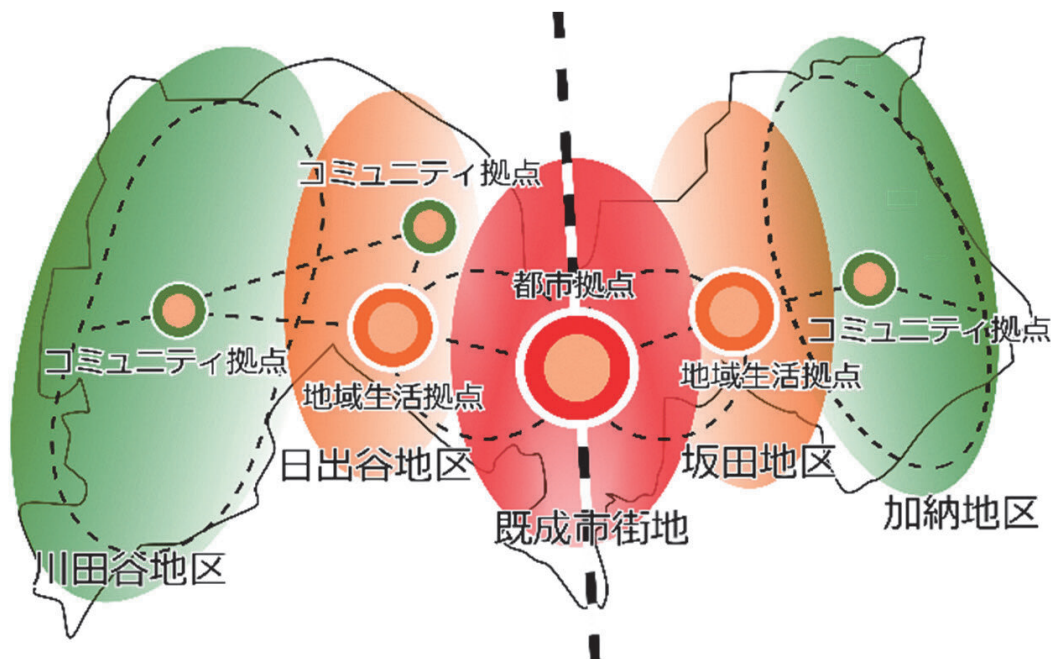 コミュニティ拠点
都市拠点
コミュニティ拠点
コミュニティ拠点
地域生活拠点
地域生活拠点
日出谷地区
坂田地区
既成市街地
加納地区
川田谷地区